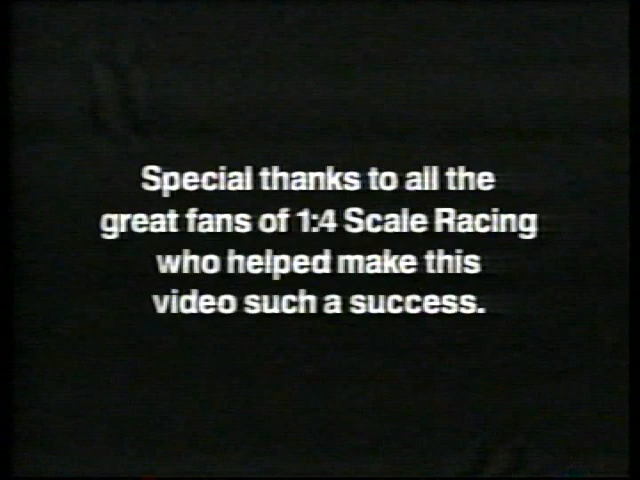 Special thanks to all the
great fans of 1:4 Scale Racing
who helped make this
video such a success.